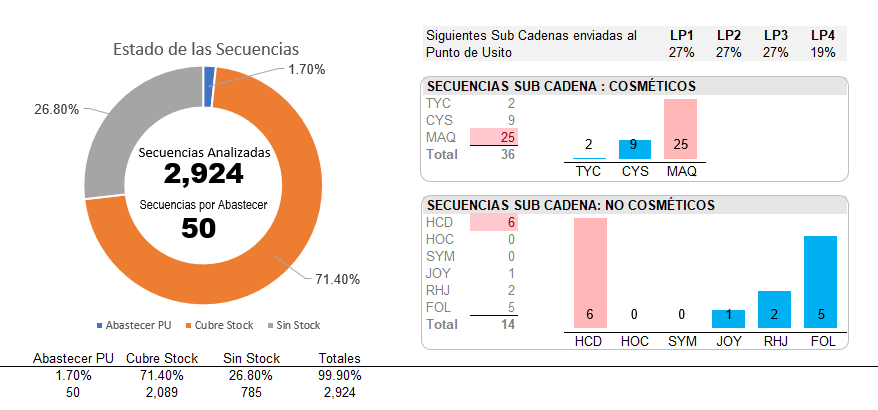 Estado de las Secuencias
1.70%
26.80%
Secuencias Analizadas
2,924
Secuencias por Abastecer
50
71.40%
Abastecer PU Cubre Stock Sin Stock
Abastecer PU Cubre Stock Sin Stock Totales
1.70% 71.40% 26.80% 99.90%
50 2,089 785 2,924
Siguientes Sub Cadenas enviadas al LP1 LP2 LP3 LP4
Punto de Usito 27% 27% 27% 19%
SECUENCIAS SUB CADENA : COSMÉTICOS
TYC 2
CYS 9
MAQ 25
Total 36
2 9 25
TYC CYS MAQ
SECUENCIAS SUB CADENA: NO COSMÉTICOS
HCD 6
HOC 0
SYM 0
JOY 1
RHJ 2
FOL 5
Total 14
6 0 0 1 2 5
HCD HOC SYM JOY RHJ FOL